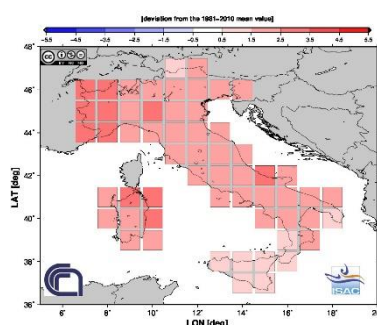 [deviation from the 1981-2010 mean value]
-5.5 -4.5 -3.5 -2.5 -1.5 -0.5 0.5 1.5 2.5 3.5 4.5 5.5
48°
46°
44°
42°
40°
38°
36°
LAT [deg]
6° 8° 10° 12° 14° 16° 18° 20
LON [deg]
cc
ISAC